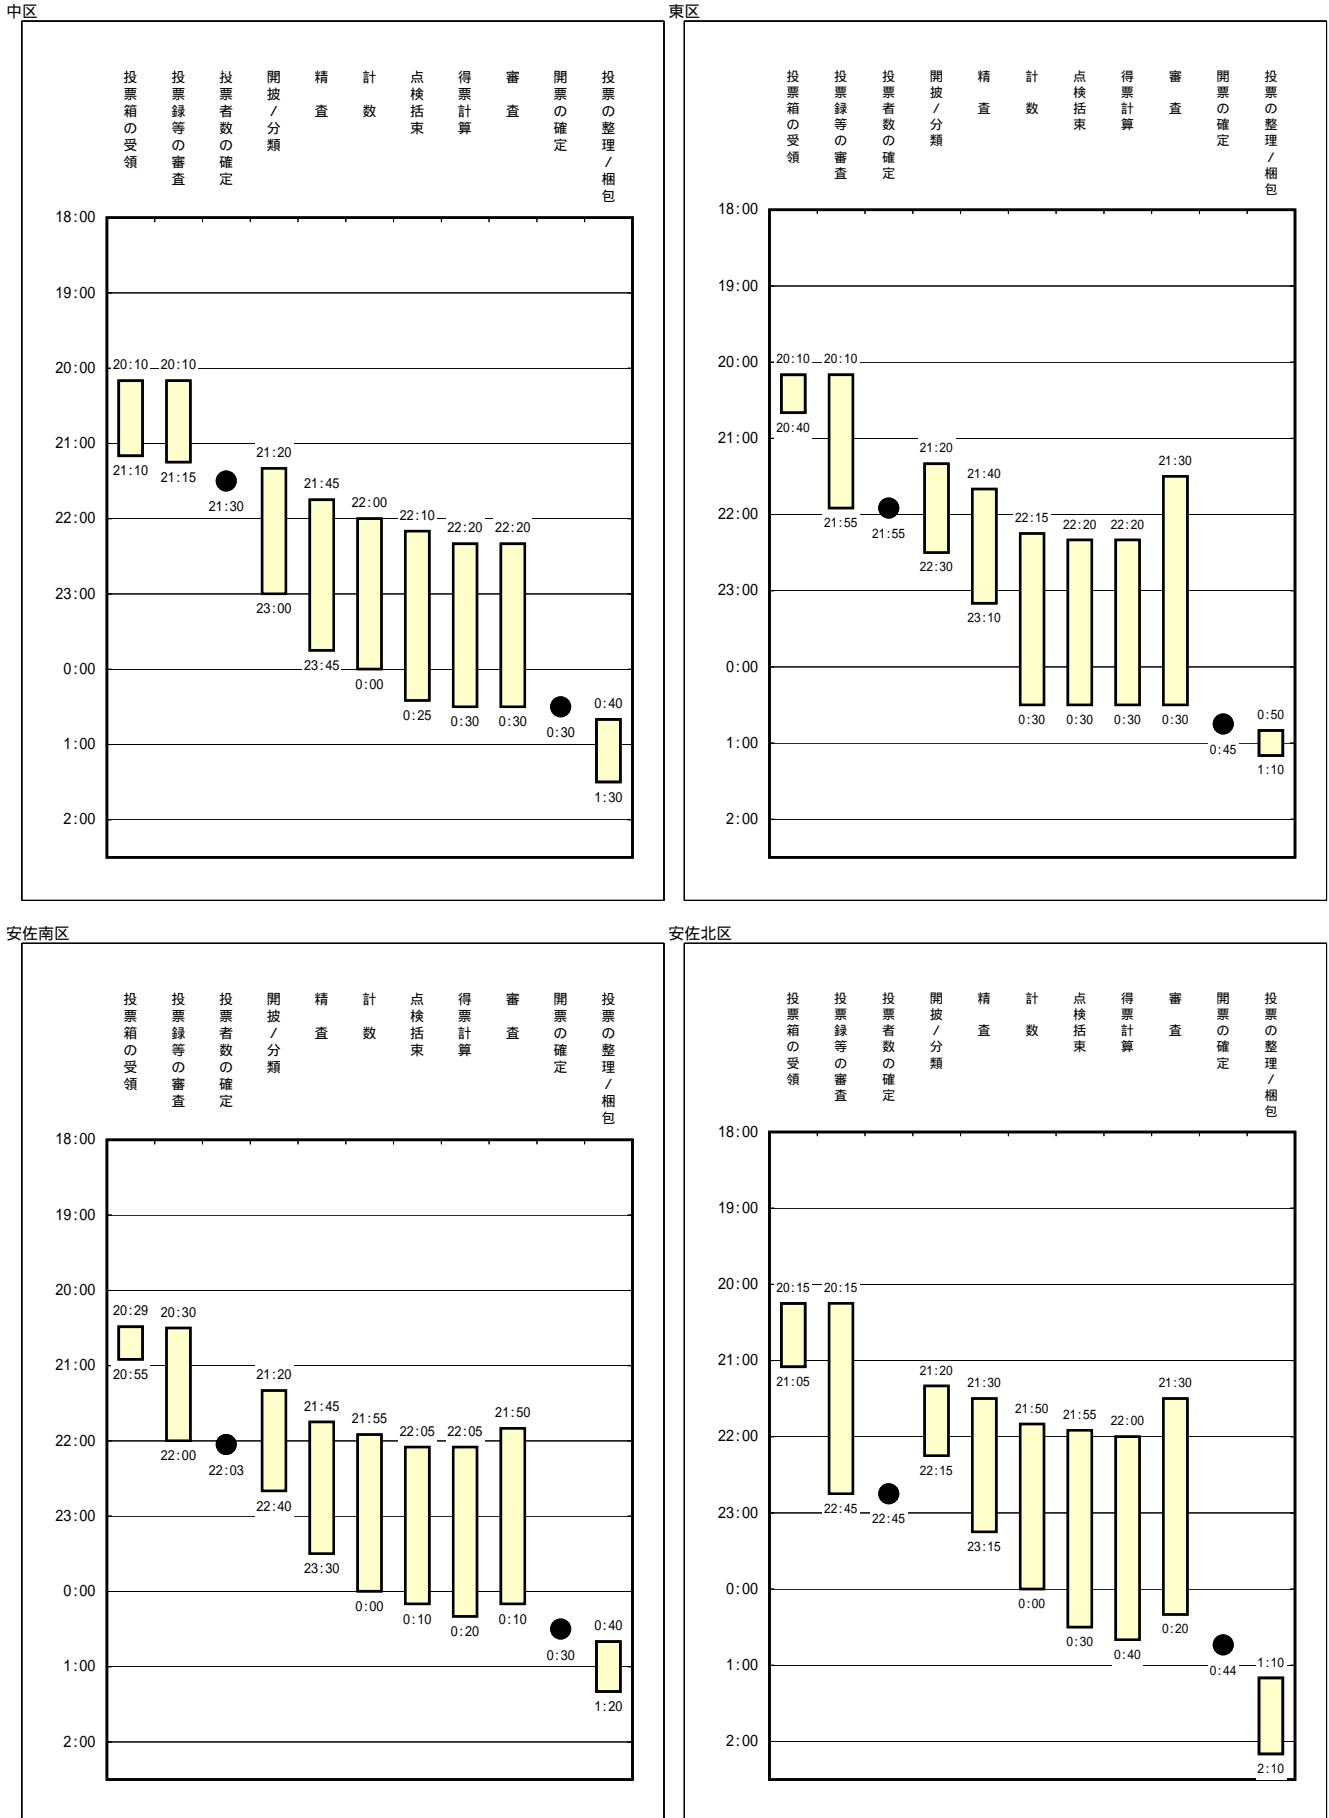 中区
投票箱の受領
投票録等の審査
投票者数の確定
開披/分類
精査
計数
点検括束
得票計算
審査
開票の確定
投票の整理/梱包
18:00
19:00
20:00
21:00
22:00
23:00
0:00
1:00
2:00
20:10
21:10
20:10
21:15
21:30
21:20
23:00
21:45
23:45
22:00
0:00
22:10
0:25
22:20
0:30
22:20
0:30
0:30
0:40
1:30
東区
投票箱の受領
投票録等の審査
投票者数の確定
開披/分類
精査
計数
点検括束
得票計算
審査
開票の確定
投票の整理/梱包
18:00
19:00
20:00
21:00
22:00
23:00
0:00
1:00
2:00
20:10
20:40
20:10
21:55
21:55
21:20
22:30
21:40
23:10
22:15
0:30
22:20
0:30
22:20
0:30
21:30
0:30
0:45
0:50
1:10
安佐南区
投票箱の受領
投票録等の審査
投票者数の確定
開披/分類
精査
計数
点検括束
得票計算
審査
開票の確定
投票の整理/梱包
18:00
19:00
20:00
21:00
22:00
23:00
0:00
1:00
2:00
20:29
20:55
20:30
22:00
22:03
21:20
22:40
21:45
23:30
21:55
0:00
22:05
0:10
22:05
0:20
21:50
0:10
0:30
0:40
1:20
安佐北区
投票箱の受領
投票録等の審査
投票者数の確定
開披/分類
精査
計数
点検括束
得票計算
審査
開票の確定
投票の整理/梱包
18:00
19:00
20:00
21:00
22:00
23:00
0:00
1:00
2:00
20:15
21:05
20:15
22:45
22:45
21:20
22:15
21:30
23:15
21:50
0:00
21:55
0:30
22:00
0:40
21:30
0:20
0:44
1:10
2:10